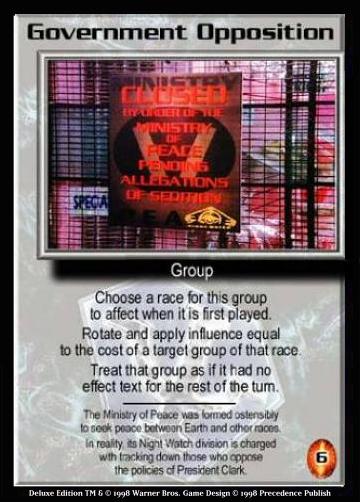 Government Opposition
MINISTRY
CLOSED
BY ORDER OF THE
MINISTRY
OF
PEACE
PENDING
ALLEGATIONS
OF SEDITION
SPECIA
PEA
Group
Choose a race for this group
to affect when it is first played.
Rotate and apply influence equal
to the cost of a target group of that race.
Treat that group as if it had no
effect text for the rest of the turn.
The Ministry of Peace was formed ostensibly
to seek peace between Earth and other races.
In reality, its Night Watch division is charged
with tracking down those who oppose
the policies of President Clark.
6
Deluxe Edition TM & © 1998 Warner Bros. Game Design © 1998 Precedence Publish